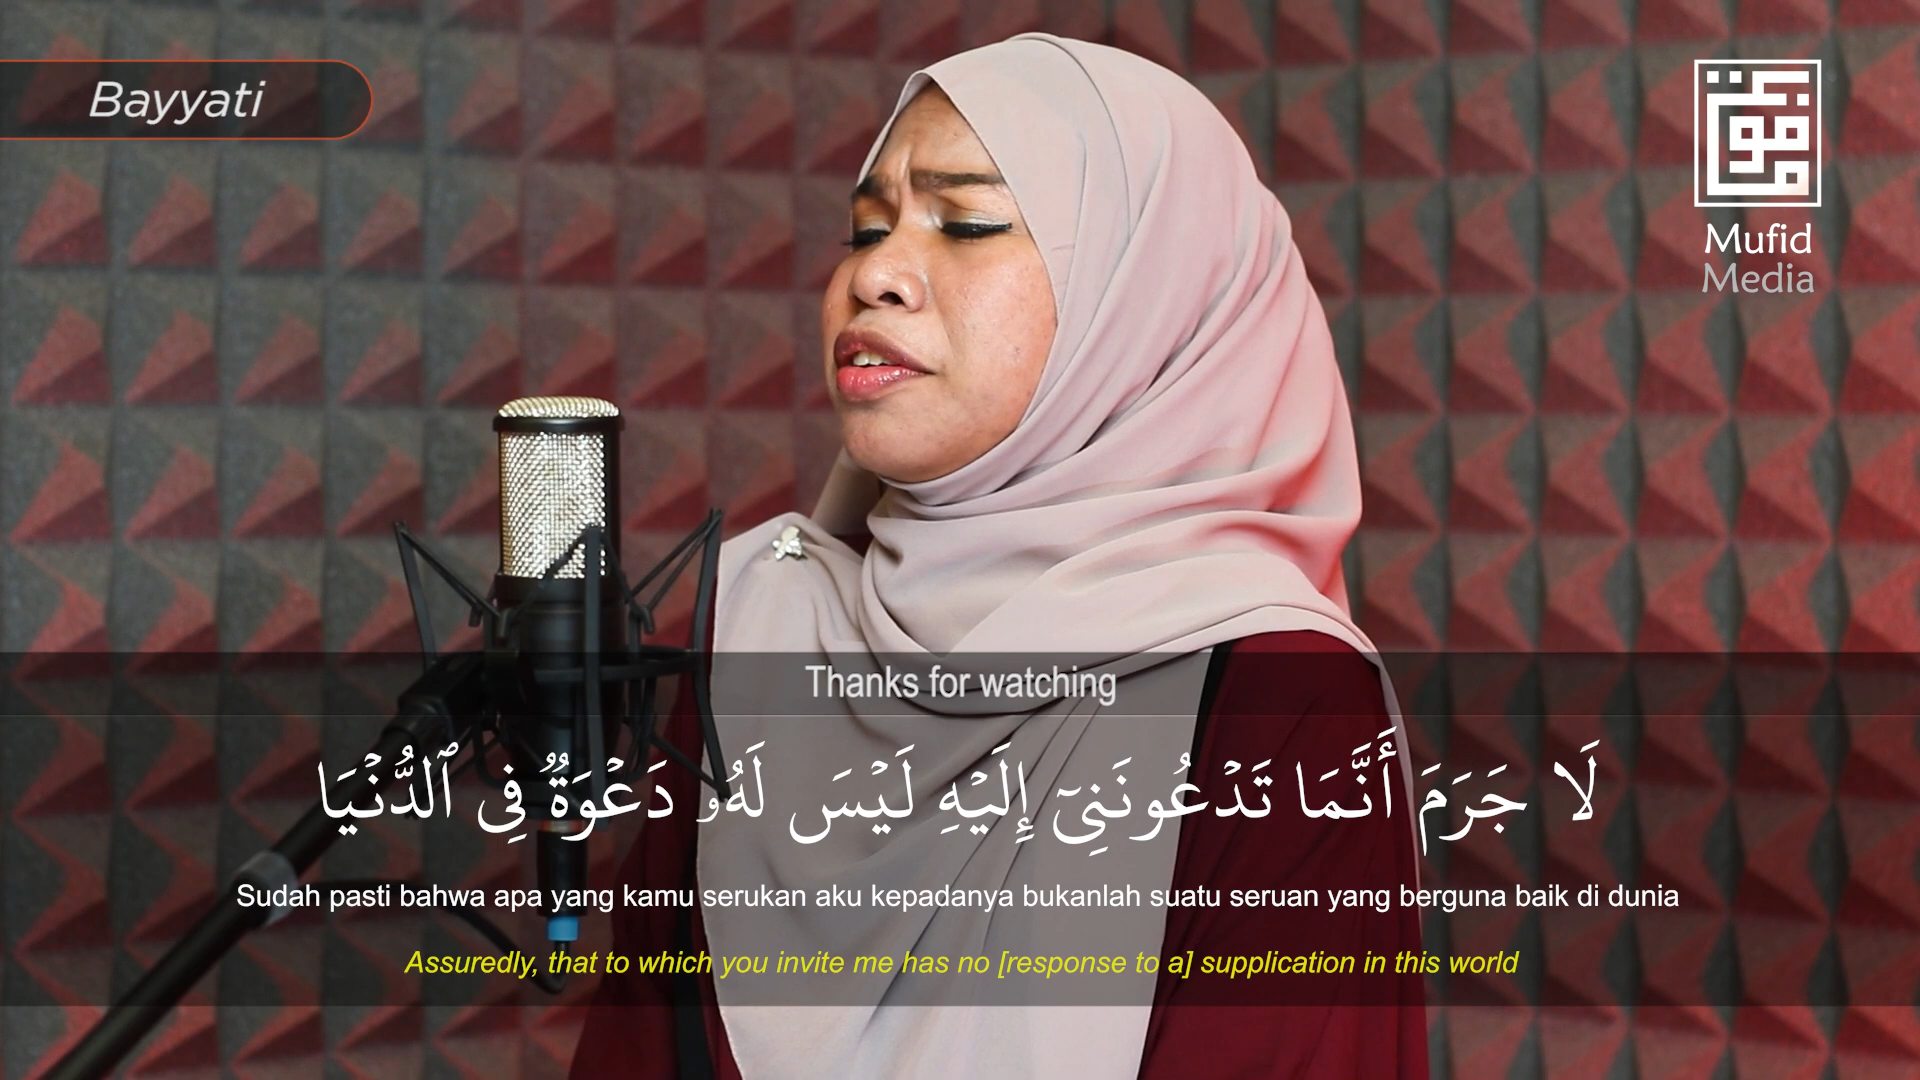 Bayyati
Mufid
Media
Thanks for watching
لَا جَرَمَ أَنَّمَا تَدْعُونَنِىٓ إِلَيْهِ لَيْسَ لَهُۥ دَعْوَةٌ فِى ٱلدُّنْيَا
Sudah pasti bahwa apa yang kamu serukan aku kepadanya bukanlah suatu seruan yang berguna baik di dunia
Assuredly, that to which you invite me has no [response to a] supplication in this world